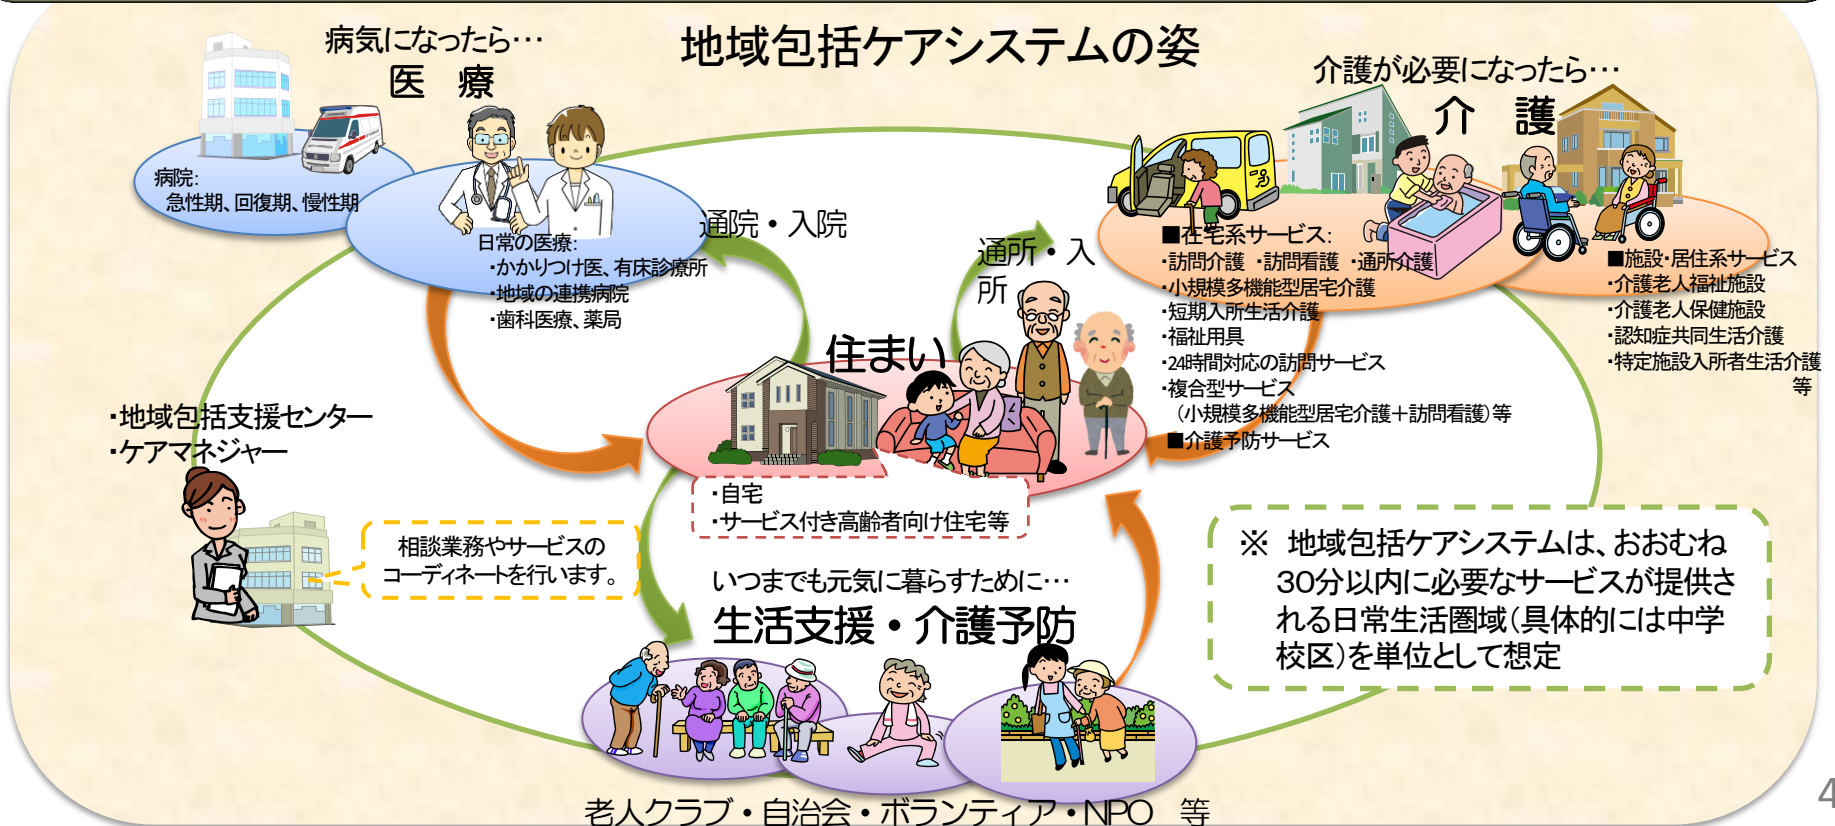 地域包括ケアシステムの姿
病気になったら…
医 療
病院:
急性期、回復期、慢性期
日常の医療:
・かかりつけ医、有床診療所
・地域の連携病院
・歯科医療、薬局
通院・入院
通所・入
所
介護が必要になったら…
介 護
■在宅系サービス:
・訪問介護 ・訪問看護 ・通所介護
・小規模多機能型居宅介護
・短期入所生活介護
・福祉用具
・24時間対応の訪問サービス
・複合型サービス
（小規模多機能型居宅介護＋訪問看護）等
■介護予防サービス
■施設・居住系サービス
・介護老人福祉施設
・介護老人保健施設
・認知症共同生活介護
・特定施設入所者生活介護
等
住まい
・自宅
・サービス付き高齢者向け住宅等
・地域包括支援センター
・ケアマネジャー
相談業務やサービスの
コーディネートを行います。
いつまでも元気に暮らすために…
生活支援・介護予防
老人クラブ・自治会・ボランティア・NPO 等
※ 地域包括ケアシステムは、おおむね
30分以内に必要なサービスが提供さ
れる日常生活圏域（具体的には中学
校区）を単位として想定
4